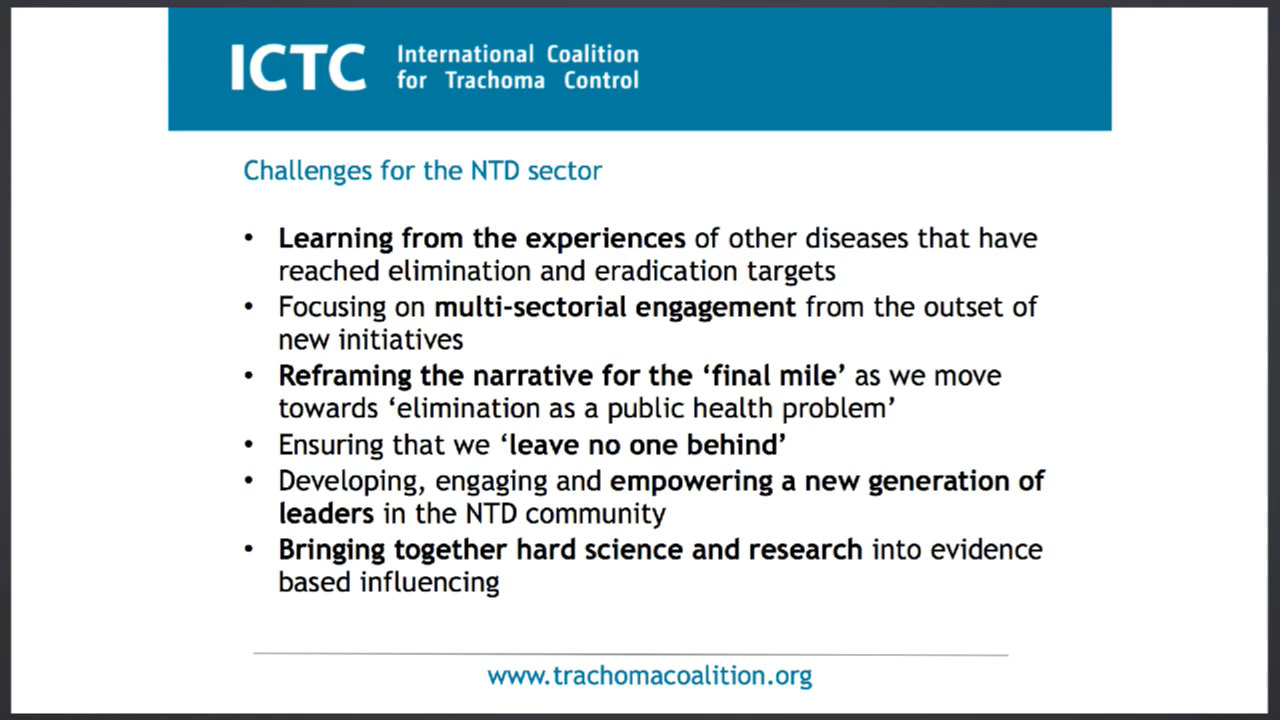 ICTC
International Coalition
for Trachoma Control
Challenges for the NTD sector
• Learning from the experiences of other diseases that have
reached elimination and eradication targets
• Focusing on multi-sectorial engagement from the outset of
new initiatives
• Reframing the narrative for the ‘final mile’ as we move
towards ‘elimination as a public health problem’
• Ensuring that we ‘leave no one behind’
• Developing, engaging and empowering a new generation of
leaders in the NTD community
• Bringing together hard science and research into evidence
based influencing
www.trachomacoalition.org